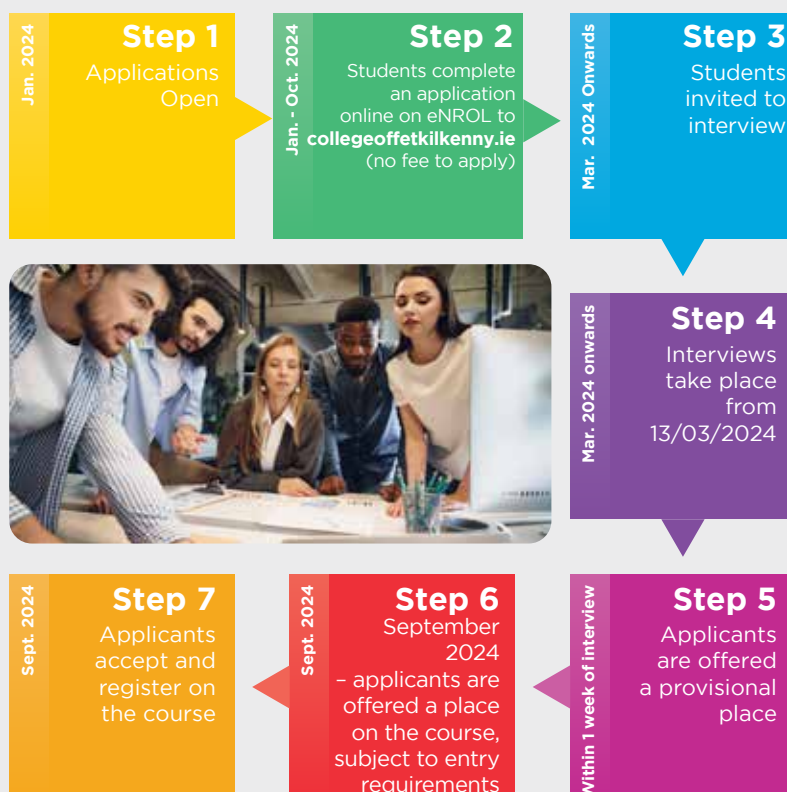 Jan. 2024
Step 1
Applications
Open
Jan. - Oct. 2024
Step 2
Students complete
an application
online on eNROL to
collegeoffetkilkenny.ie
(no fee to apply)
Mar. 2024 Onwards
Step 3
Students
invited to
interview
Mar. 2024 onwards
Step 4
Interviews
take place
from
13/03/2024
Within 1 week of interview
Step 5
Applicants
are offered
a provisional
place
Sept. 2024
Step 6
September
2024
– applicants are
offered a place
on the course,
subject to entry
requirements
Sept. 2024
Step 7
Applicants
accept and
register on
the course